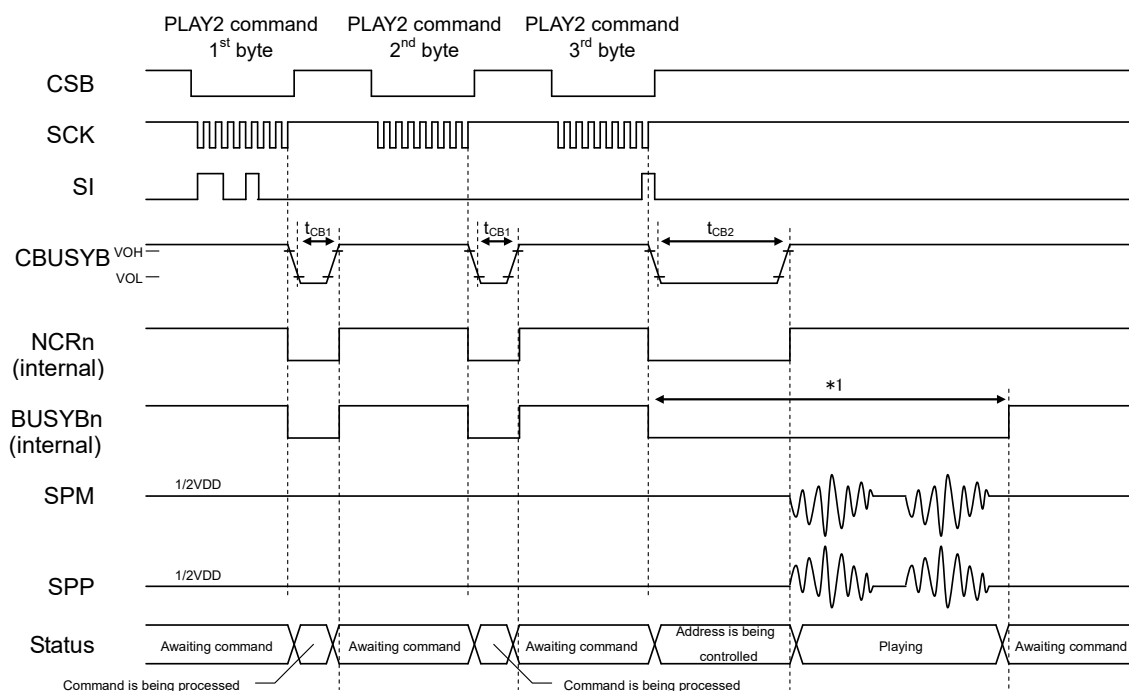 PLAY2 command
1st byte
PLAY2 command
2nd byte
PLAY2 command
3rd byte
CSB
SCK
SI
tCB1
tCB1
tCB2
CBUSYB
VOH
VOL
NCRn
(internal)
*1
BUSYBn
(internal)
SPM
1/2VDD
SPP
1/2VDD
Status
Awaiting command
Awaiting command
Awaiting command
Address is being
controlled
Playing
Awaiting command
Command is being processed
Command is being processed